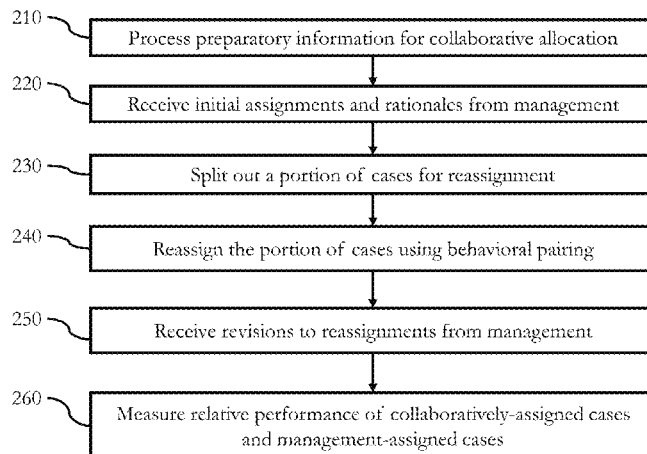 210
Process preparatory information for collaborative allocation
220
Receive initial assignments and rationales from management
230
Split out a portion of cases for reassignment
240
Reassign the portion of cases using behavioral pairing
250
Receive revisions to reassignments from management
260
Measure relative performance of collaboratively-assigned cases
and management-assigned cases